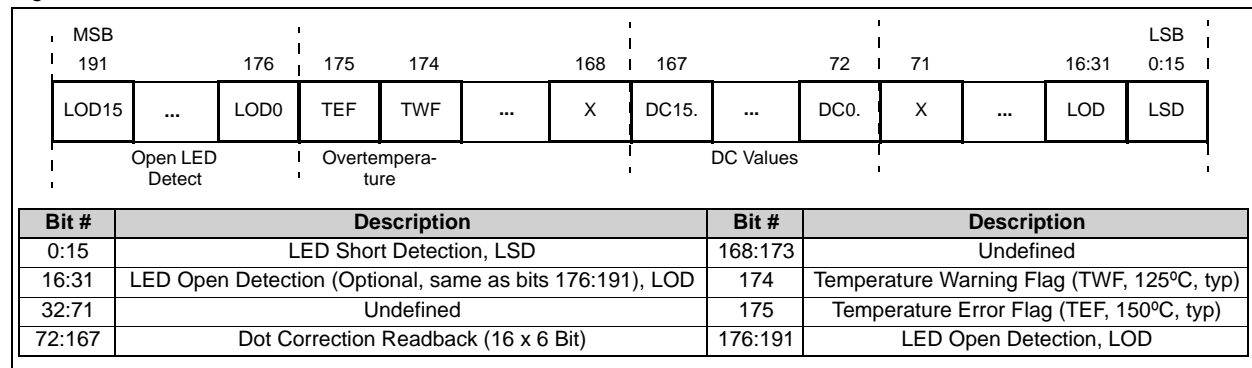 MSB LSB
191 176 175 174 168 167 72 71 16:31 0:15
LOD15 ... LOD0 TEF TWF ... X DC15. ... DC0. X ... LOD LSD
Open LED Overtempera- DC Values
Detect ture
Bit # Description Bit # Description
0:15 LED Short Detection, LSD 168:173 Undefined
16:31 LED Open Detection (Optional, same as bits 176:191), LOD 174 Temperature Warning Flag (TWF, 125ºC, typ)
32:71 Undefined 175 Temperature Error Flag (TEF, 150ºC, typ)
72:167 Dot Correction Readback (16 x 6 Bit) 176:191 LED Open Detection, LOD